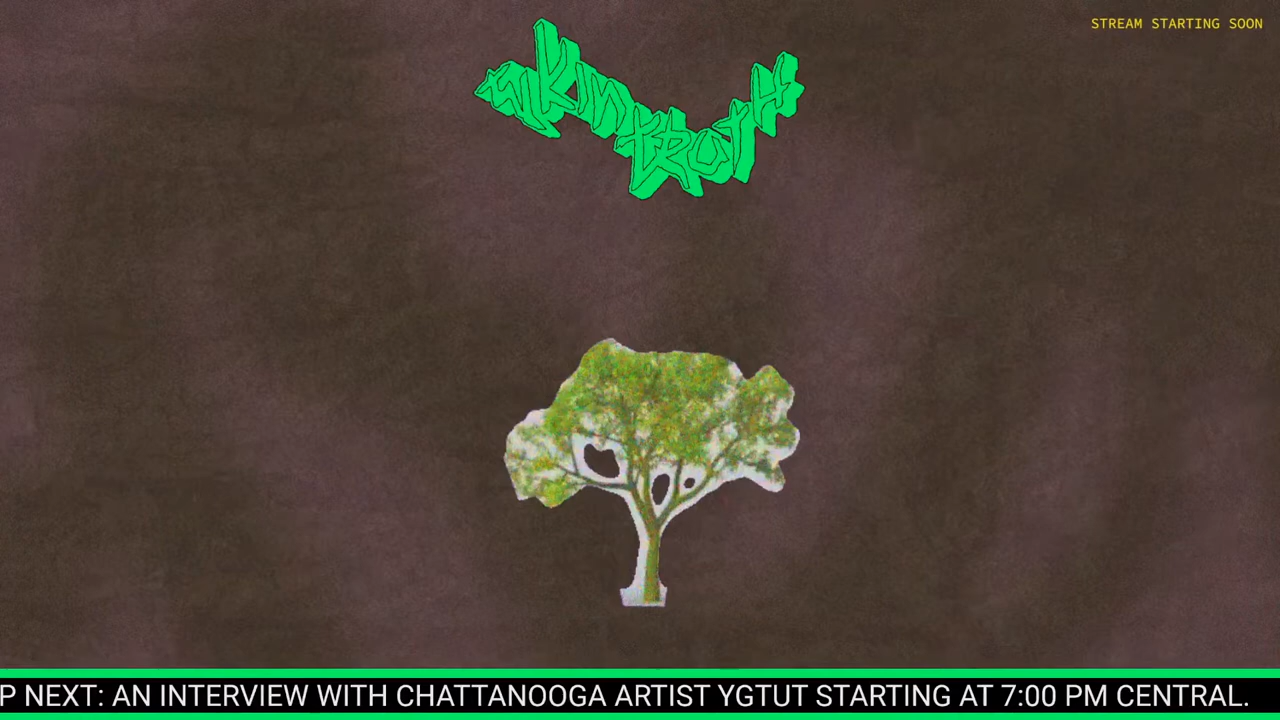 STREAM STARTING SOON
P NEXT: AN INTERVIEW WITH CHATTANOOGA ARTIST YGTUT STARTING AT 7:00 PM CENTRAL.